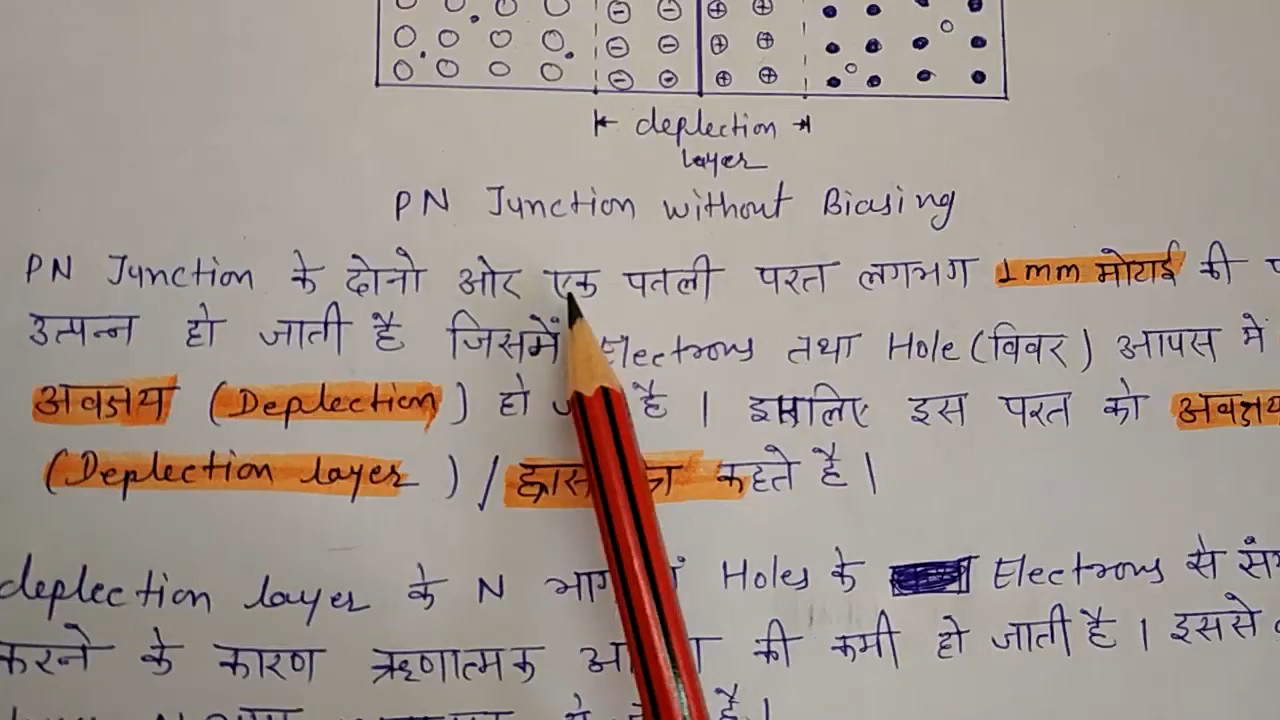 deplection
layer
PN Junction without Biasing
PN Junction के दोनो ओर एक पतली परत लगभग 1mm मोटाई की
उत्पन्न हो जाती है जिसमें Electrons तथा Hole (विवर) आपस में
अवक्षय (Deplection) हो है । इसलिए इस परत को
(Deplection layer) / कहते है ।
deplection layer के N Holes के Electrons से
करने के कारण ऋणात्मक की कमी हो जाती है । इससे
है।